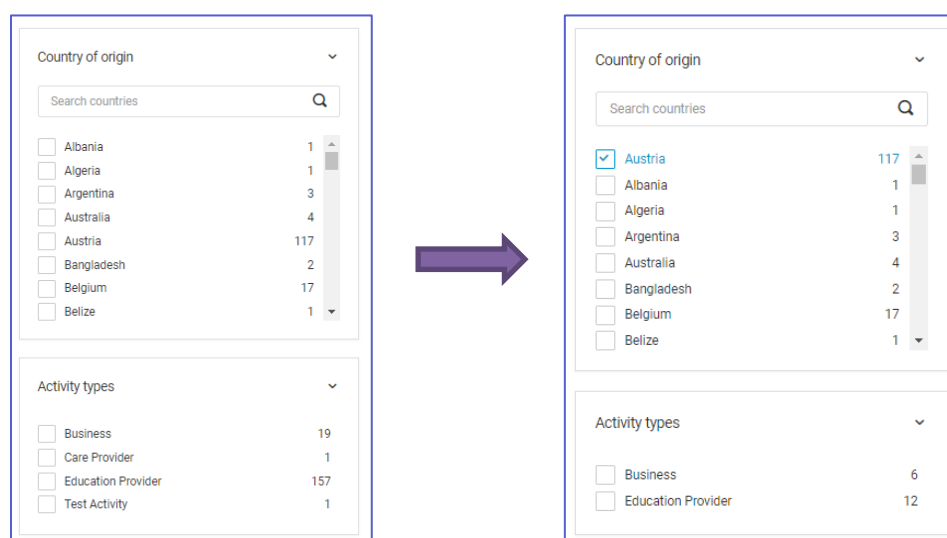 Country of origin
Search countries
Albania 1
Algeria 1
Argentina 3
Australia 4
Austria 117
Bangladesh 2
Belgium 17
Belize 1
Activity types
Business 19
Care Provider 1
Education Provider 157
Test Activity 1
Country of origin
Search countries
Austria 117
Albania 1
Algeria 1
Argentina 3
Australia 4
Bangladesh 2
Belgium 17
Belize 1
Activity types
Business 6
Education Provider 12